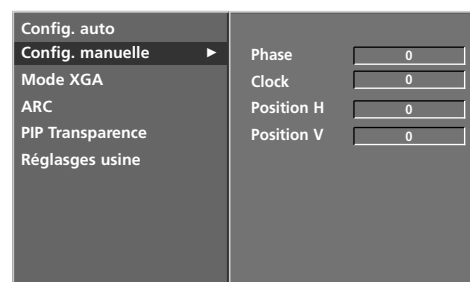 Config. auto
Config. manuelle ►
Mode XGA
ARC
PIP Transparence
Réglasges usine
Phase 0
Clock 0
Position H 0
Position V 0